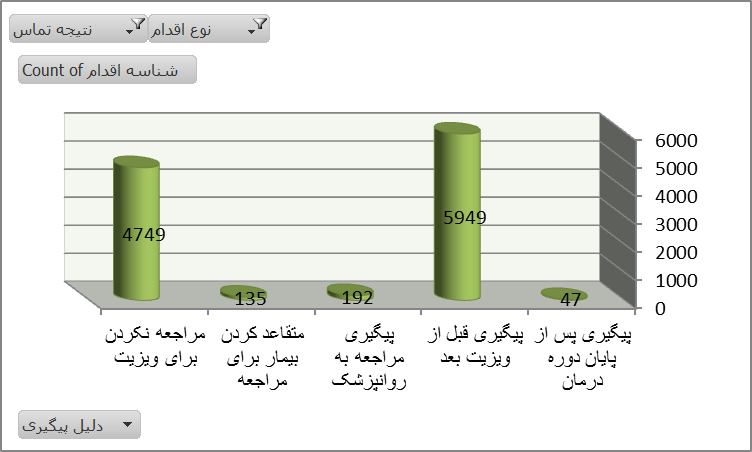 نوع اقدام
نتیجه تماس
Count of شناسه اقدام
6000
5000
4000
3000
2000
1000
0
47
5949
192
135
4749
پیگیری پس از
پایان دوره
درمان
پیگیری قبل از
ویزیت بعد
پیگیری
مراجعه به
روانپزشک
متقاعد کردن
بیمار برای
مراجعه
مراجعه نکردن
برای ویزیت
دلیل پیگیری